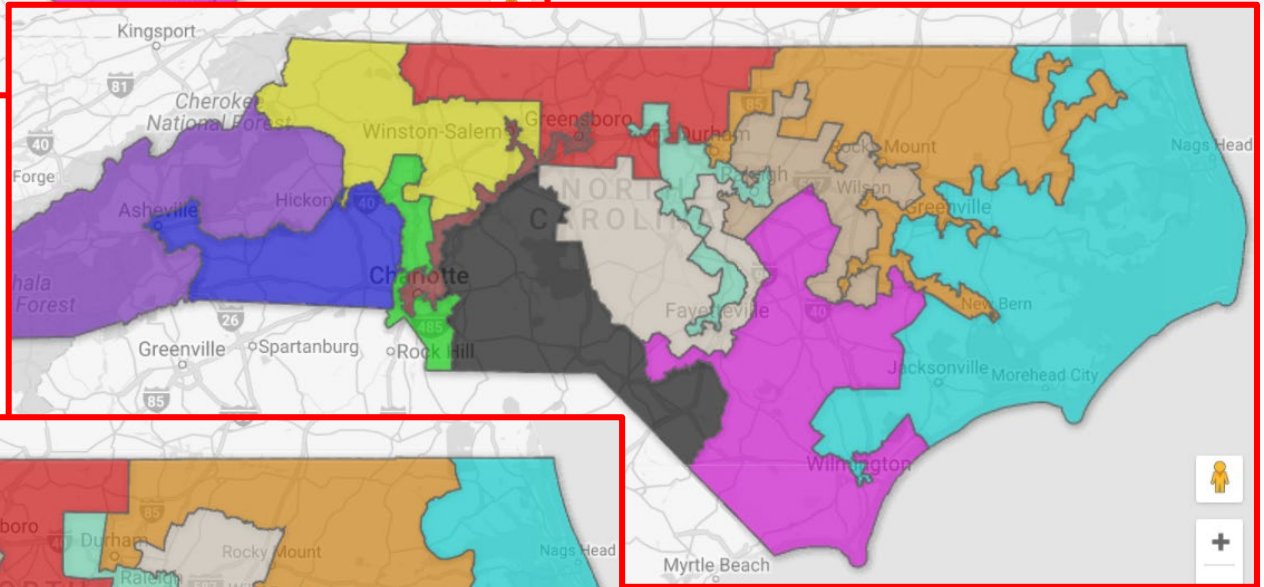 Kingsport
81
Cherokee
National Forest
40
Forge
Winston-Salem
Greensboro
Durham
85
Rocky Mount
Nags Head
Hickory
40
NORTH
CAROLINA
Raleigh
Wilson
Asheville
Greenville
Charlotte
hala
Forest
26
485
Fayetteville
40
New Bern
Greenville
Spartanburg
Rock Hill
Jacksonville
Morehead City
85
Wilmington
Myrtle Beach
+
boro
Durham
85
Rocky Mount
Nags Head
Raleigh